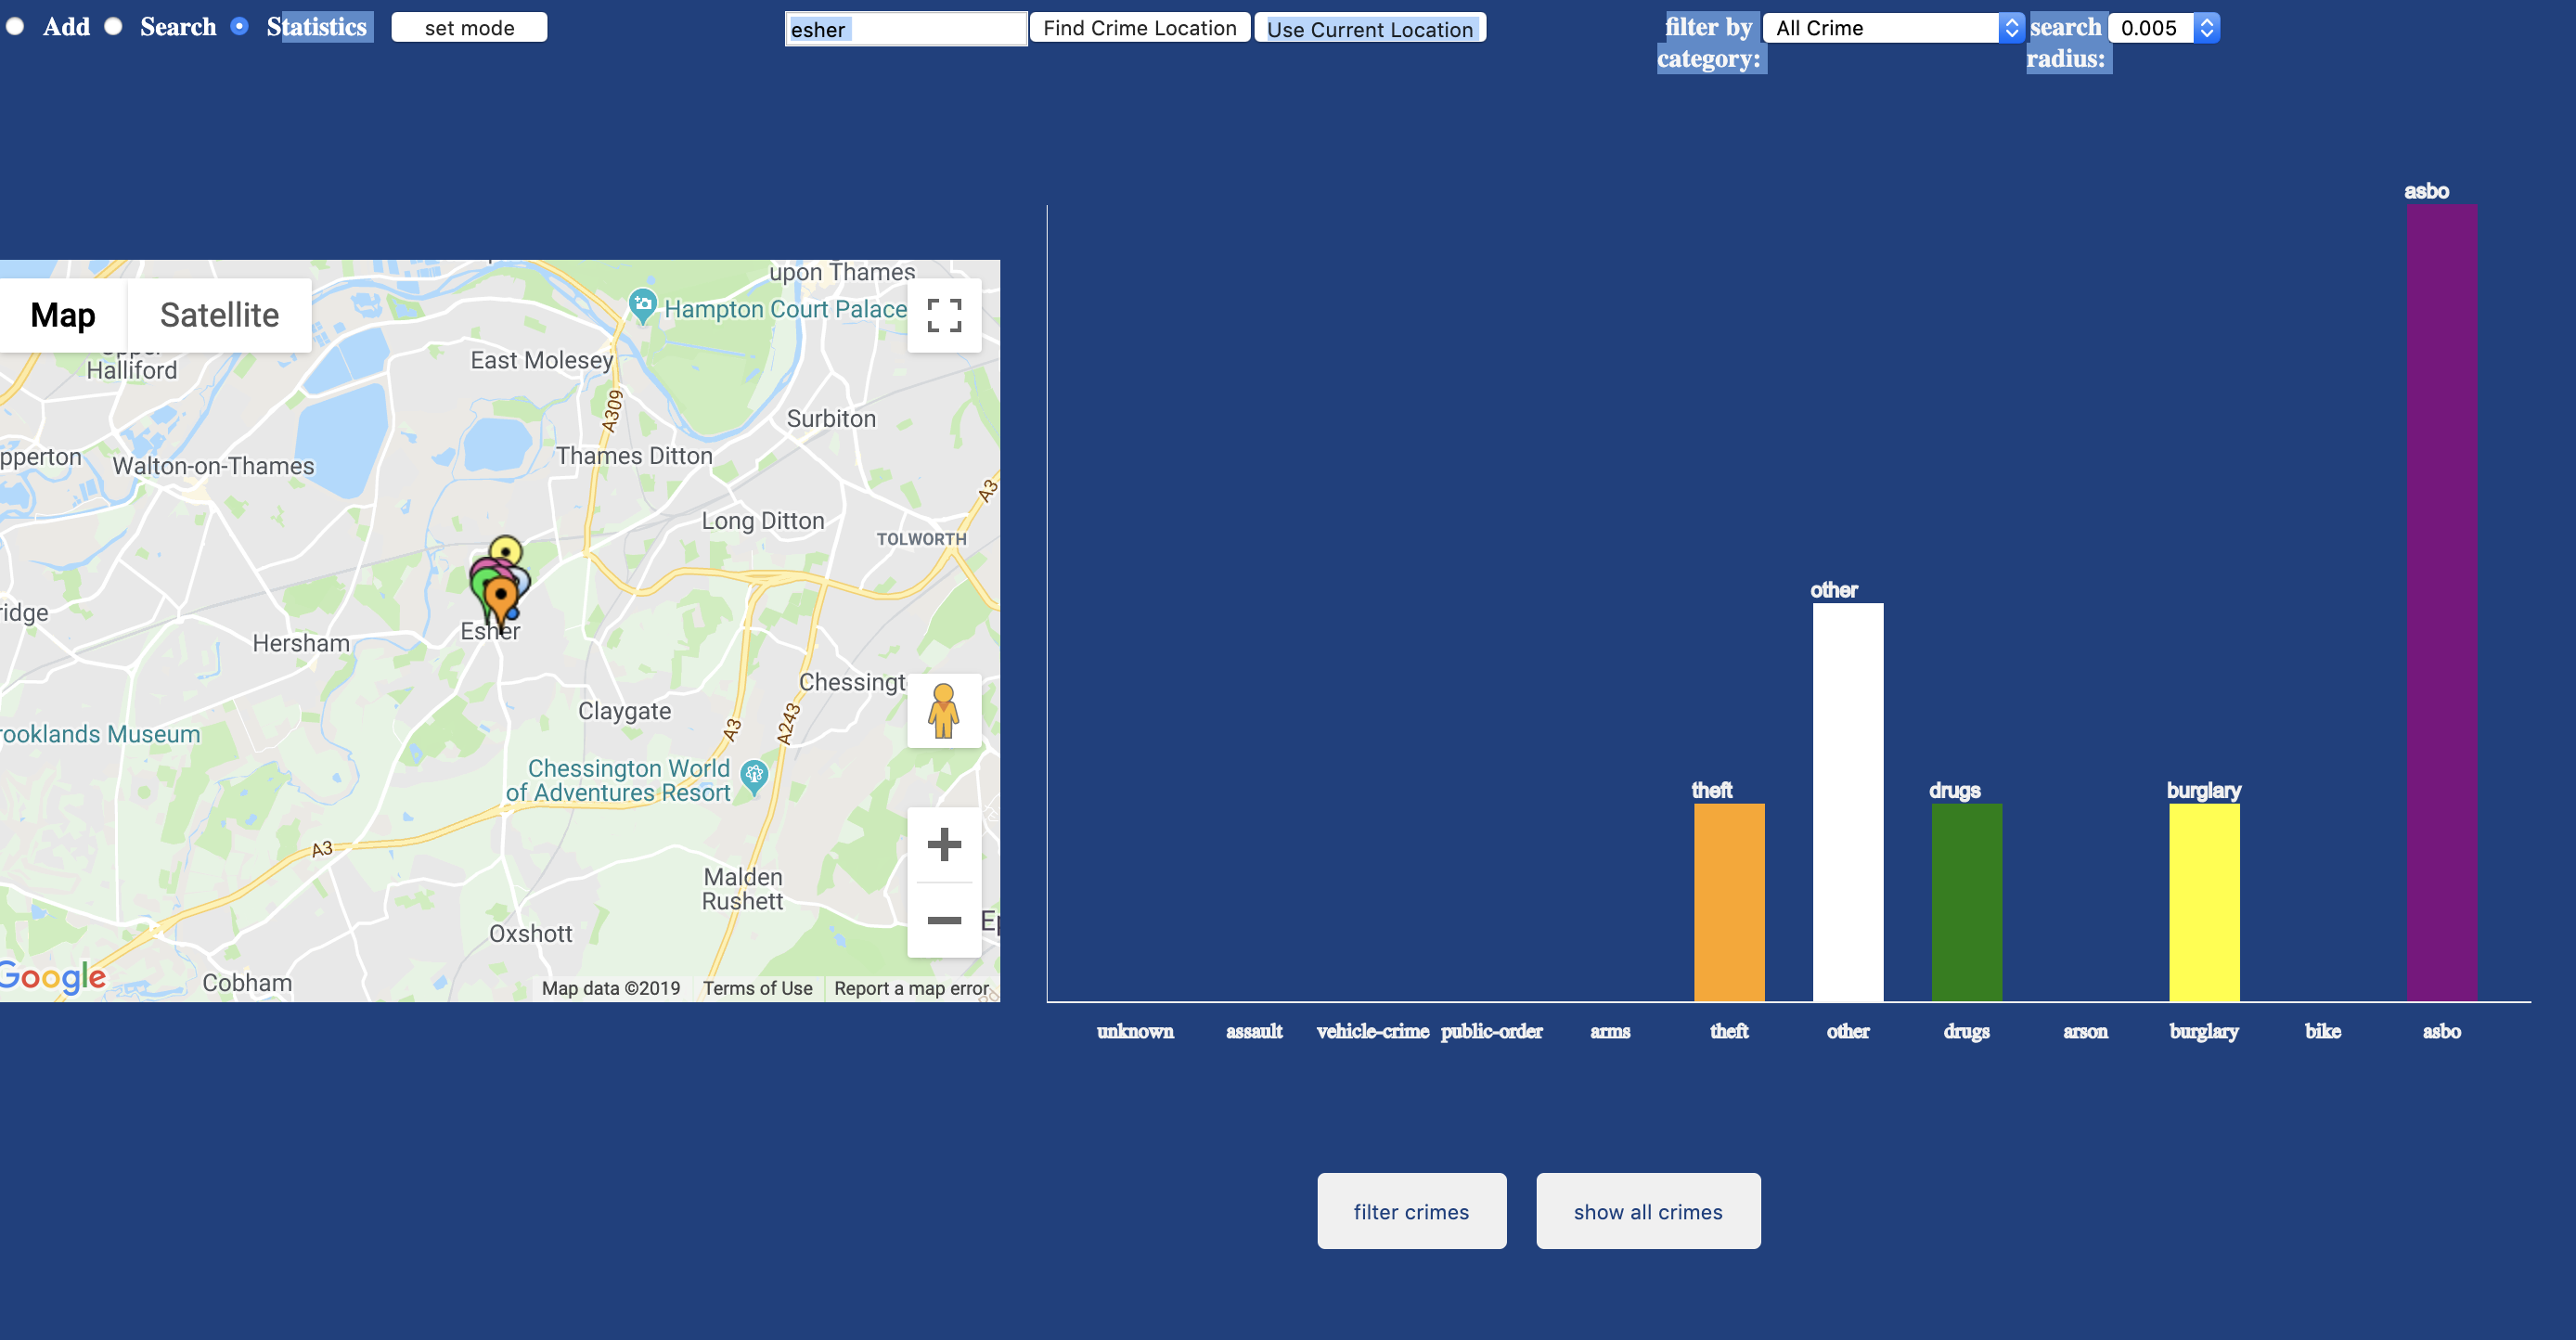 Add Search Statistics set mode esher Find Crime Location Use Current Location filter by category: All Crime search radius: 0.005
upon Thames
Hampton Court Palace
Map Satellite
Halliford
East Molesey
A309
Surbiton
pperton
Walton-on-Thames
Thames Ditton
A3
Long Ditton
TOLWORTH
ridge
Hersham
Esher
Chessingt
Claygate
A3
A243
rooklands Museum
Chessington World
of Adventures Resort
A3
Malden
Rushett
Ep
Oxshott
Cobham
Google
Map data ©2019 Terms of Use Report a map error
asbo
other
theft
drugs
burglary
unknown assault vehicle-crime public-order arms theft other drugs arson burglary bike asbo
filter crimes show all crimes